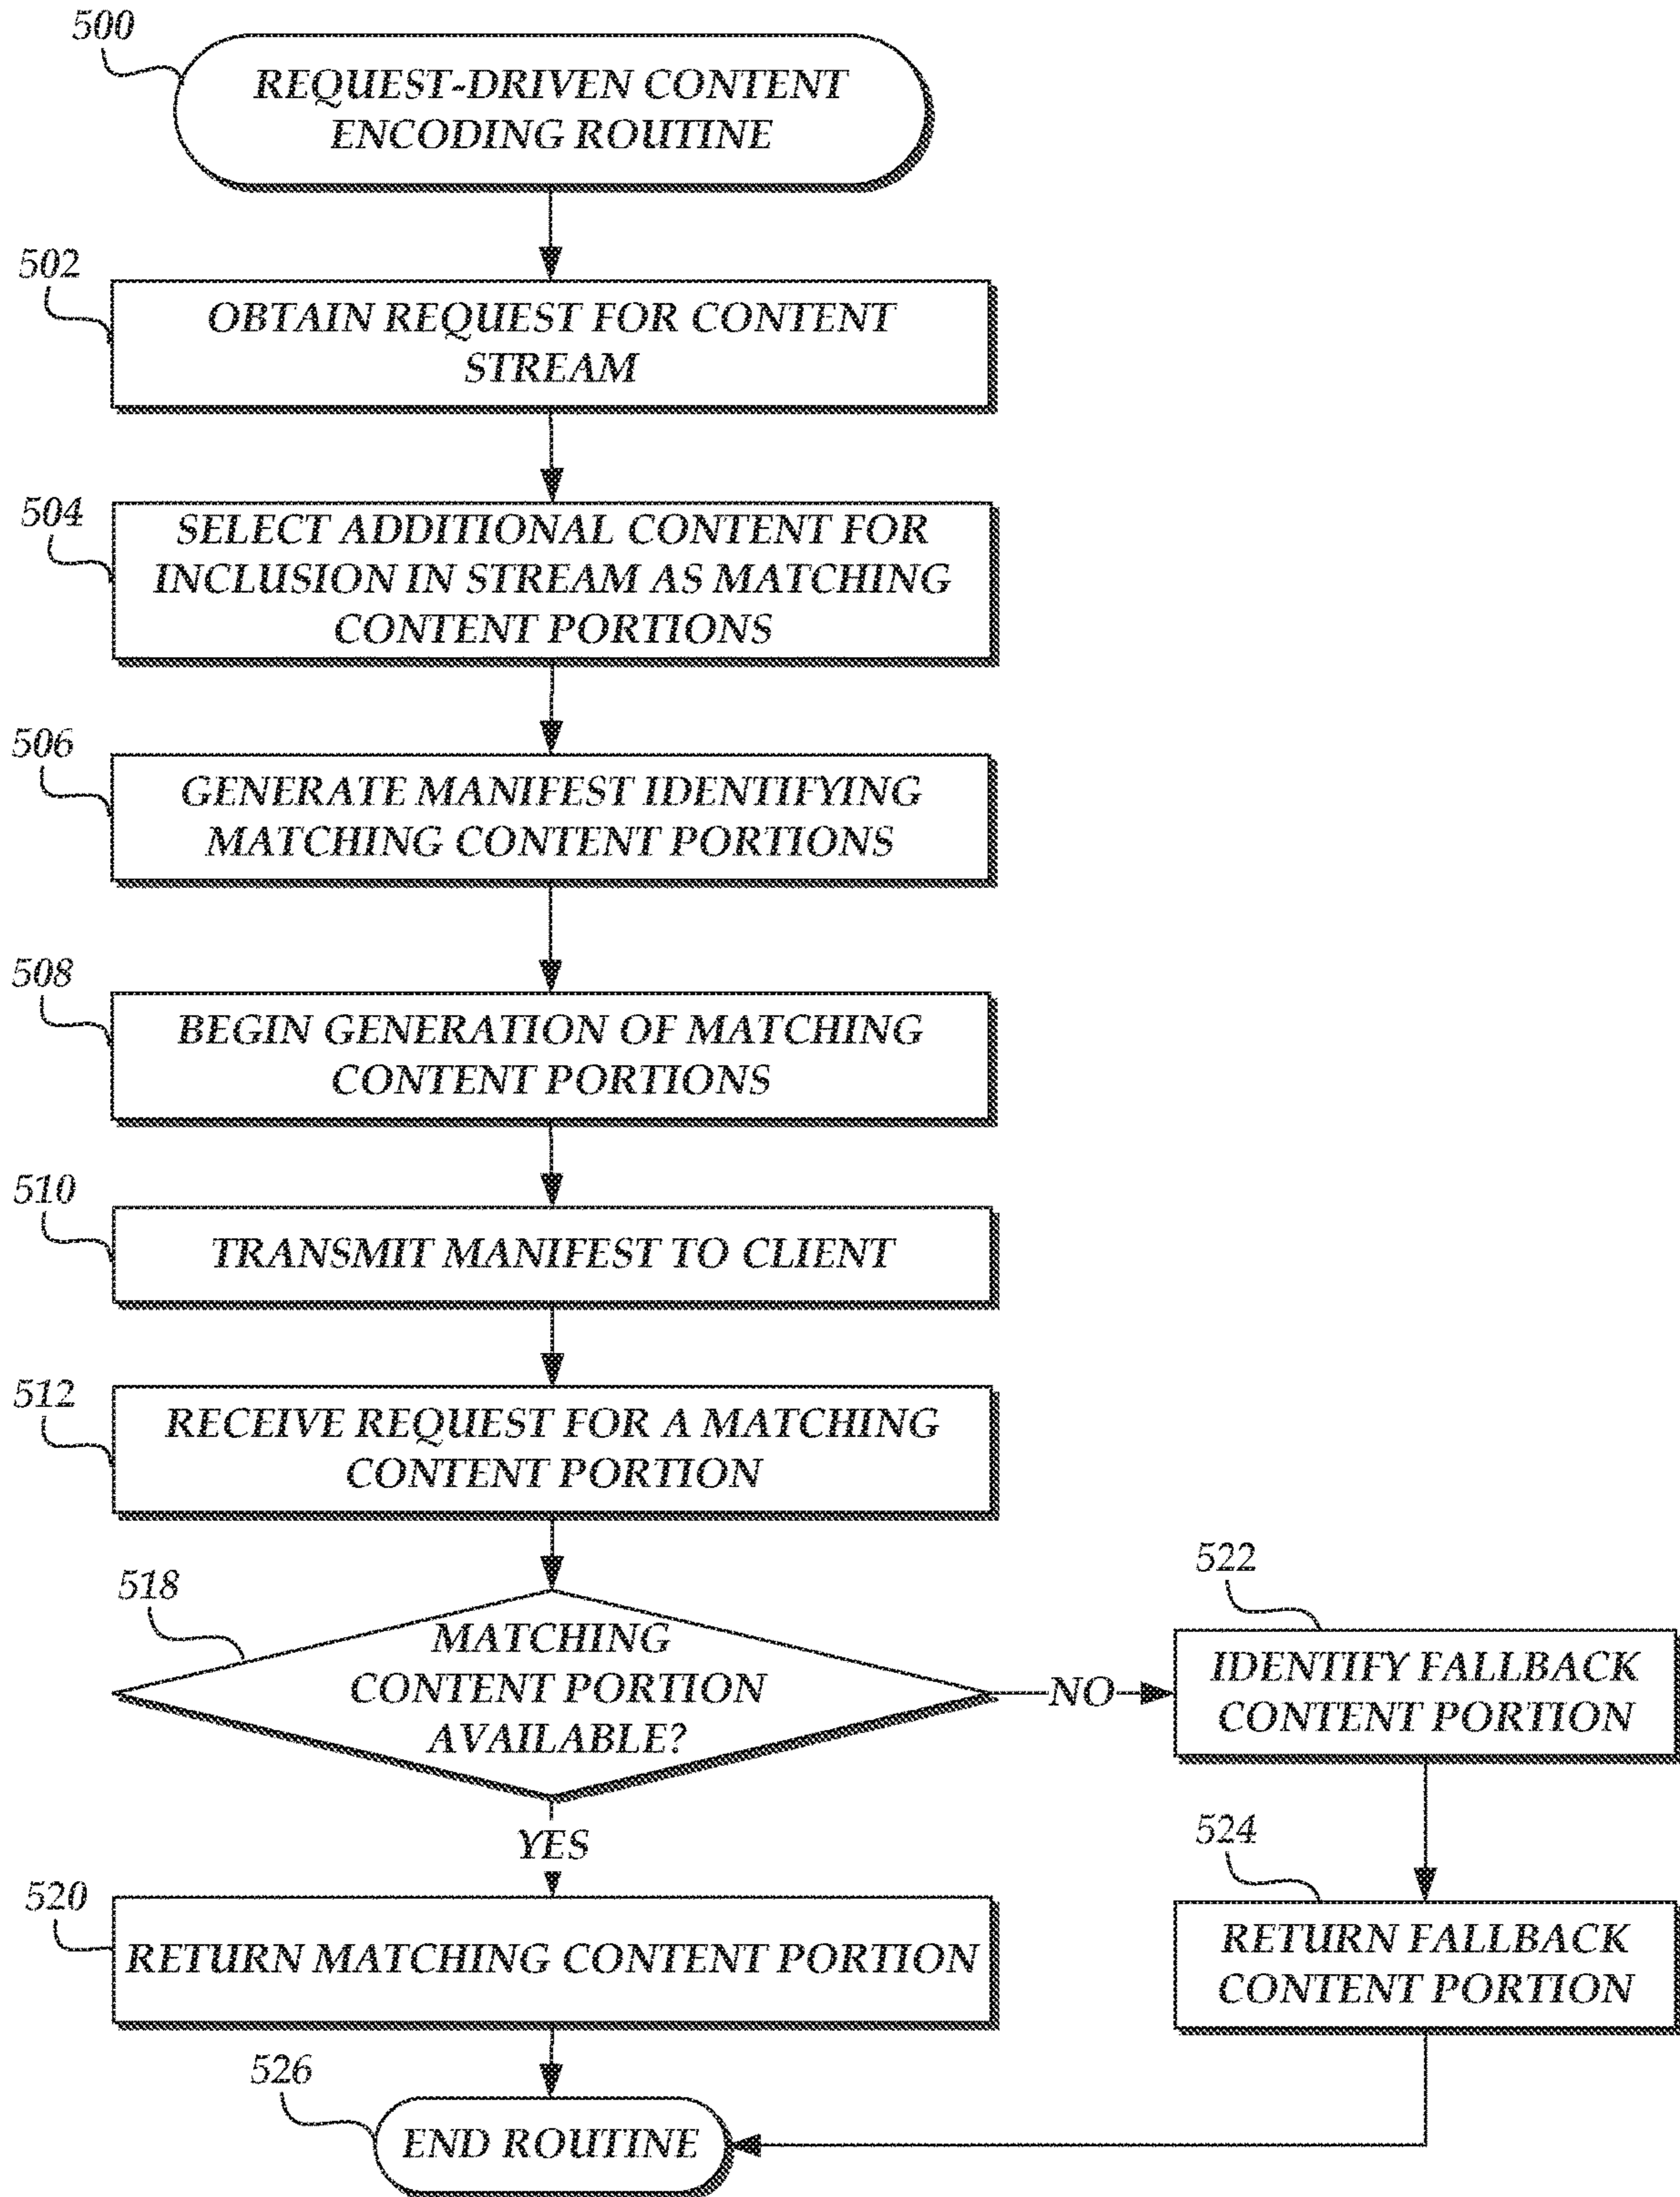 500
REQUEST-DRIVEN CONTENT
ENCODING ROUTINE
502
OBTAIN REQUEST FOR CONTENT
STREAM
504
SELECT ADDITIONAL CONTENT FOR
INCLUSION IN STREAM AS MATCHING
CONTENT PORTIONS
506
GENERATE MANIFEST IDENTIFYING
MATCHING CONTENT PORTIONS
508
BEGIN GENERATION OF MATCHING
CONTENT PORTIONS
510
TRANSMIT MANIFEST TO CLIENT
512
RECEIVE REQUEST FOR A MATCHING
CONTENT PORTION
518
MATCHING
CONTENT PORTION
AVAILABLE?
NO
522
IDENTIFY FALLBACK
CONTENT PORTION
YES
524
RETURN FALLBACK
CONTENT PORTION
520
RETURN MATCHING CONTENT PORTION
526
END ROUTINE